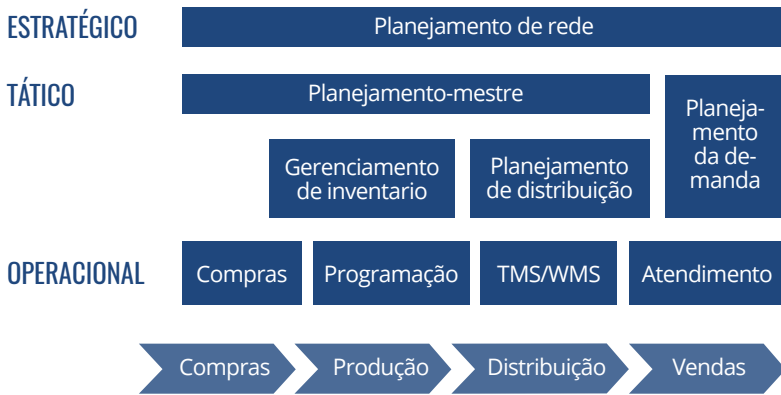 ESTRATÉGICO
Planejamento de rede
TÁTICO
Planejamento-mestre
Planeja-
mento
da de-
manda
Gerenciamento
de inventario
Planejamento
de distribuição
OPERACIONAL
Compras
Programação
TMS/WMS
Atendimento
Compras
Produção
Distribuição
Vendas